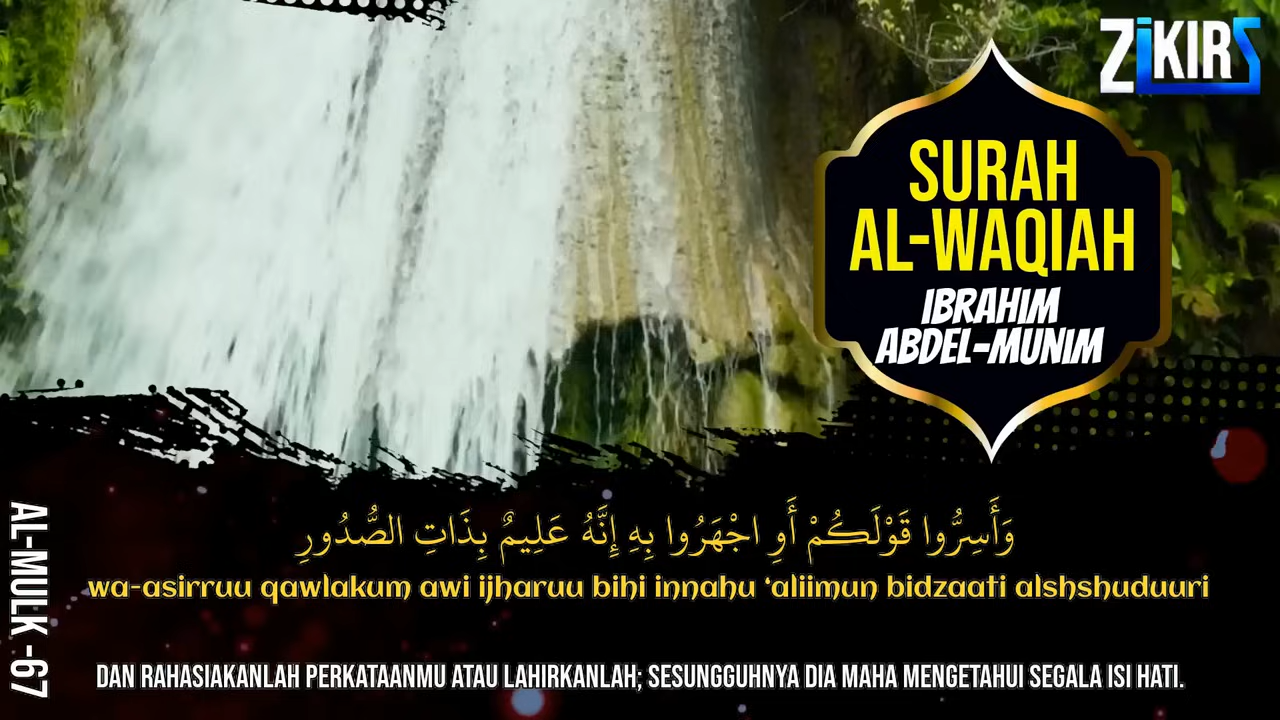 ZIKIRS
SURAH
AL-WAQIAH
IBRAHIM
ABDEL-MUNIM
وَأَسِرُّوا قَوْلَكُمْ أَوِ اجْهَرُوا بِهِ إِنَّهُ عَلِيمٌ بِذَاتِ الصُّدُورِ
wa-asirruu qawlakum awi ijharuu bihi innahu ‘aliimun bidzaati alshshuduuri
DAN RAHASIAKANLAH PERKATAANMU ATAU LAHIRKANLAH; SESUNGGUHNYA DIA MAHA MENGETAHUI SEGALA ISI HATI.
AL-MULK -67